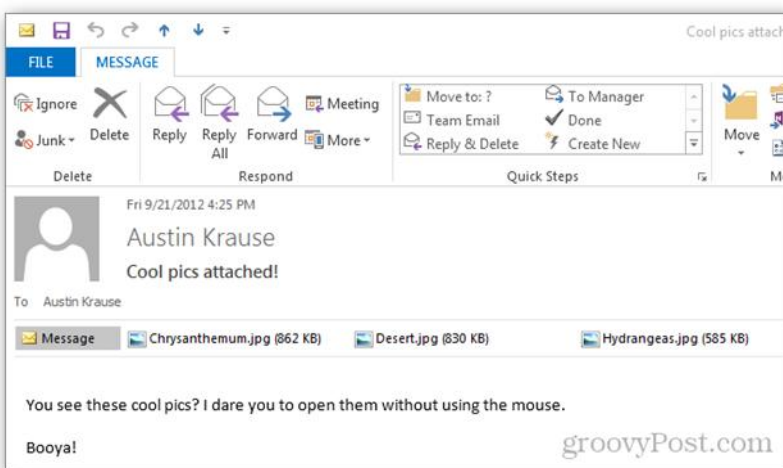 Cool pics attach
FILE MESSAGE
Ignore
Junk
Delete
Reply
Reply All
Forward
Meeting
More
Move to: ?
Team Email
Reply & Delete
To Manager
Done
Create New
Move
Delete Respond Quick Steps M
Fri 9/21/2012 4:25 PM
Austin Krause
Cool pics attached!
To Austin Krause
Message Chrysanthemum.jpg (862 KB) Desert.jpg (830 KB) Hydrangeas.jpg (585 KB)
You see these cool pics? I dare you to open them without using the mouse.
Booya!
groovyPost.com